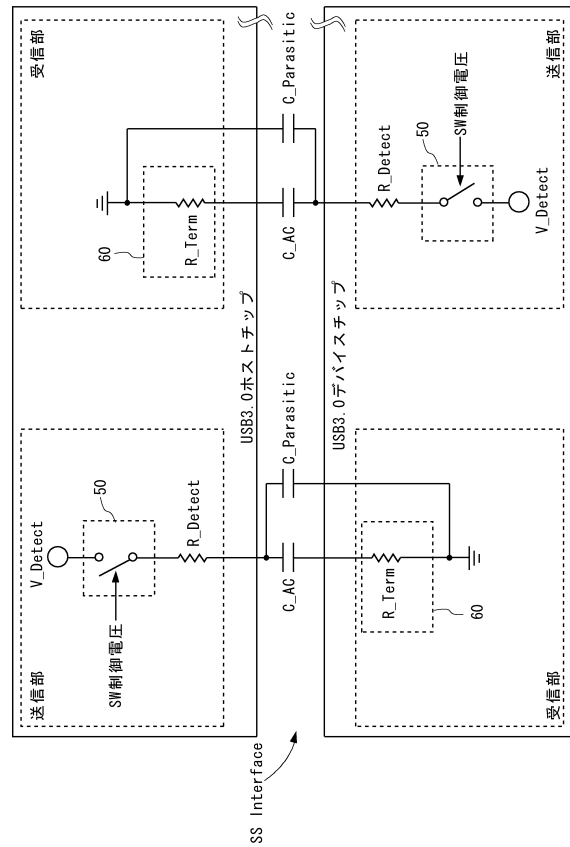 送信部
V_Detect
50
SW制御電圧
R_Detect
USB3.0ホストチップ
受信部
60
R_Term
SS Interface
C_AC
C_Parasitic
C_AC
C_Parasitic
USB3.0デバイスチップ
R_Term
60
受信部
R_Detect
50
SW制御電圧
V_Detect
送信部